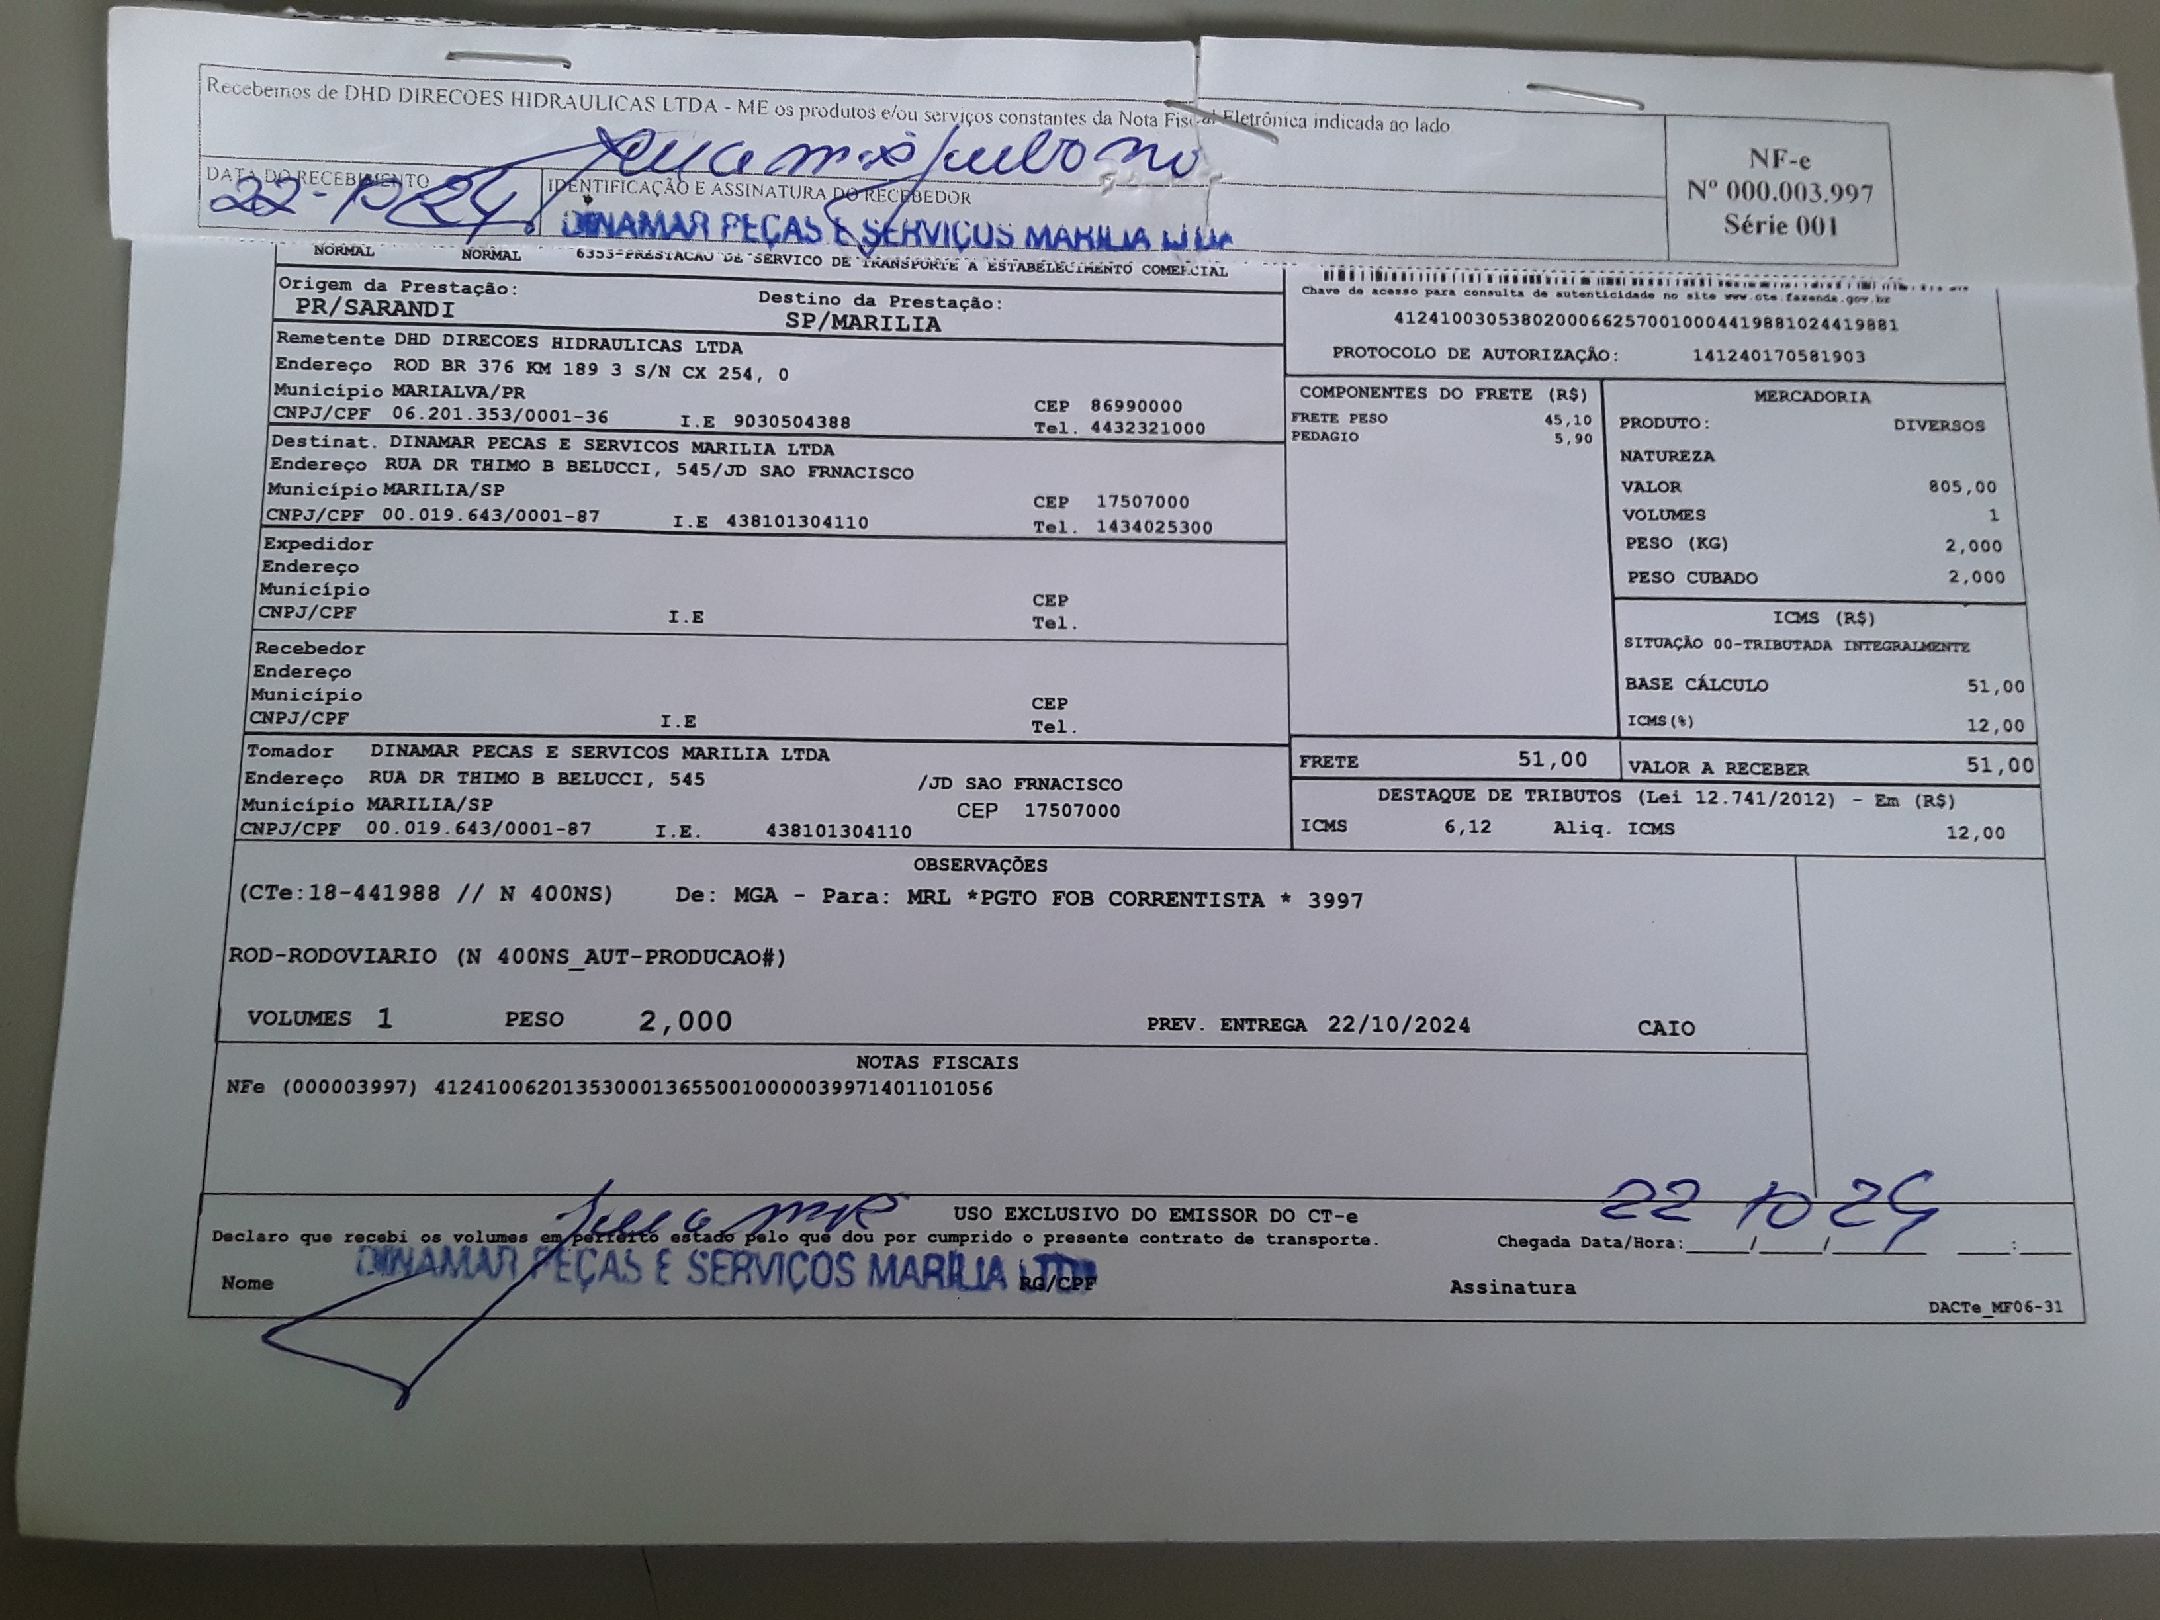 Recebemos de DHD DIRECOES HIDRAULICAS LTDA - ME os produtos e/ou serviços constantes da Nota Fiscal Eletrônica indicada ao lado
NF-e
Nº 000.003.997
Série 001
DATA DO RECEBIMENTO
22-10-24
IDENTIFICAÇÃO E ASSINATURA DO RECEBEDOR
DINAMAR PEÇAS E SERVIÇOS MARILIA LTDA
NORMAL NORMAL 6353-PRESTACAO DE SERVICO DE TRANSPORTE A ESTABELECIMENTO COMERCIAL
Origem da Prestação: Destino da Prestação:
PR/SARANDI SP/MARILIA
Chave de acesso para consulta de autenticidade no site www.cte.fazenda.gov.br
41241003053802000662570010004419881024419881
PROTOCOLO DE AUTORIZAÇÃO: 141240170581903
Remetente DHD DIRECOES HIDRAULICAS LTDA
Endereço ROD BR 376 KM 189 3 S/N CX 254, 0
Município MARIALVA/PR CEP 86990000
CNPJ/CPF 06.201.353/0001-36 I.E 9030504388 Tel. 4432321000
Destinat. DINAMAR PECAS E SERVICOS MARILIA LTDA
Endereço RUA DR THIMO B BELUCCI, 545/JD SAO FRNACISCO
Município MARILIA/SP CEP 17507000
CNPJ/CPF 00.019.643/0001-87 I.E 438101304110 Tel. 1434025300
Expedidor
Endereço
Município CEP
CNPJ/CPF I.E Tel.
Recebedor
Endereço
Município CEP
CNPJ/CPF I.E Tel.
Tomador DINAMAR PECAS E SERVICOS MARILIA LTDA
Endereço RUA DR THIMO B BELUCCI, 545 /JD SAO FRNACISCO
Município MARILIA/SP CEP 17507000
CNPJ/CPF 00.019.643/0001-87 I.E. 438101304110
COMPONENTES DO FRETE (R$)
FRETE PESO 45,10
PEDAGIO 5,90
MERCADORIA
PRODUTO: DIVERSOS
NATUREZA
VALOR 805,00
VOLUMES 1
PESO (KG) 2,000
PESO CUBADO 2,000
ICMS (R$)
SITUAÇÃO 00-TRIBUTADA INTEGRALMENTE
BASE CÁLCULO 51,00
ICMS(%) 12,00
FRETE 51,00 VALOR A RECEBER 51,00
DESTAQUE DE TRIBUTOS (Lei 12.741/2012) - Em (R$)
ICMS 6,12 Aliq. ICMS 12,00
OBSERVAÇÕES
(CTe:18-441988 // N 400NS) De: MGA - Para: MRL *PGTO FOB CORRENTISTA * 3997
ROD-RODOVIARIO (N 400NS_AUT-PRODUCAO#)
VOLUMES 1 PESO 2,000 PREV. ENTREGA 22/10/2024 CAIO
NOTAS FISCAIS
NFe (000003997) 41241006201353000136550010000039971401101056
USO EXCLUSIVO DO EMISSOR DO CT-e
22 10 24
Declaro que recebi os volumes em perfeito estado pelo que dou por cumprido o presente contrato de transporte. Chegada Data/Hora:_____/_____/_______ ____:____
DINAMAR PEÇAS E SERVIÇOS MARILIA LTDA
Nome RG/CPF Assinatura
DACTe_MF06-31